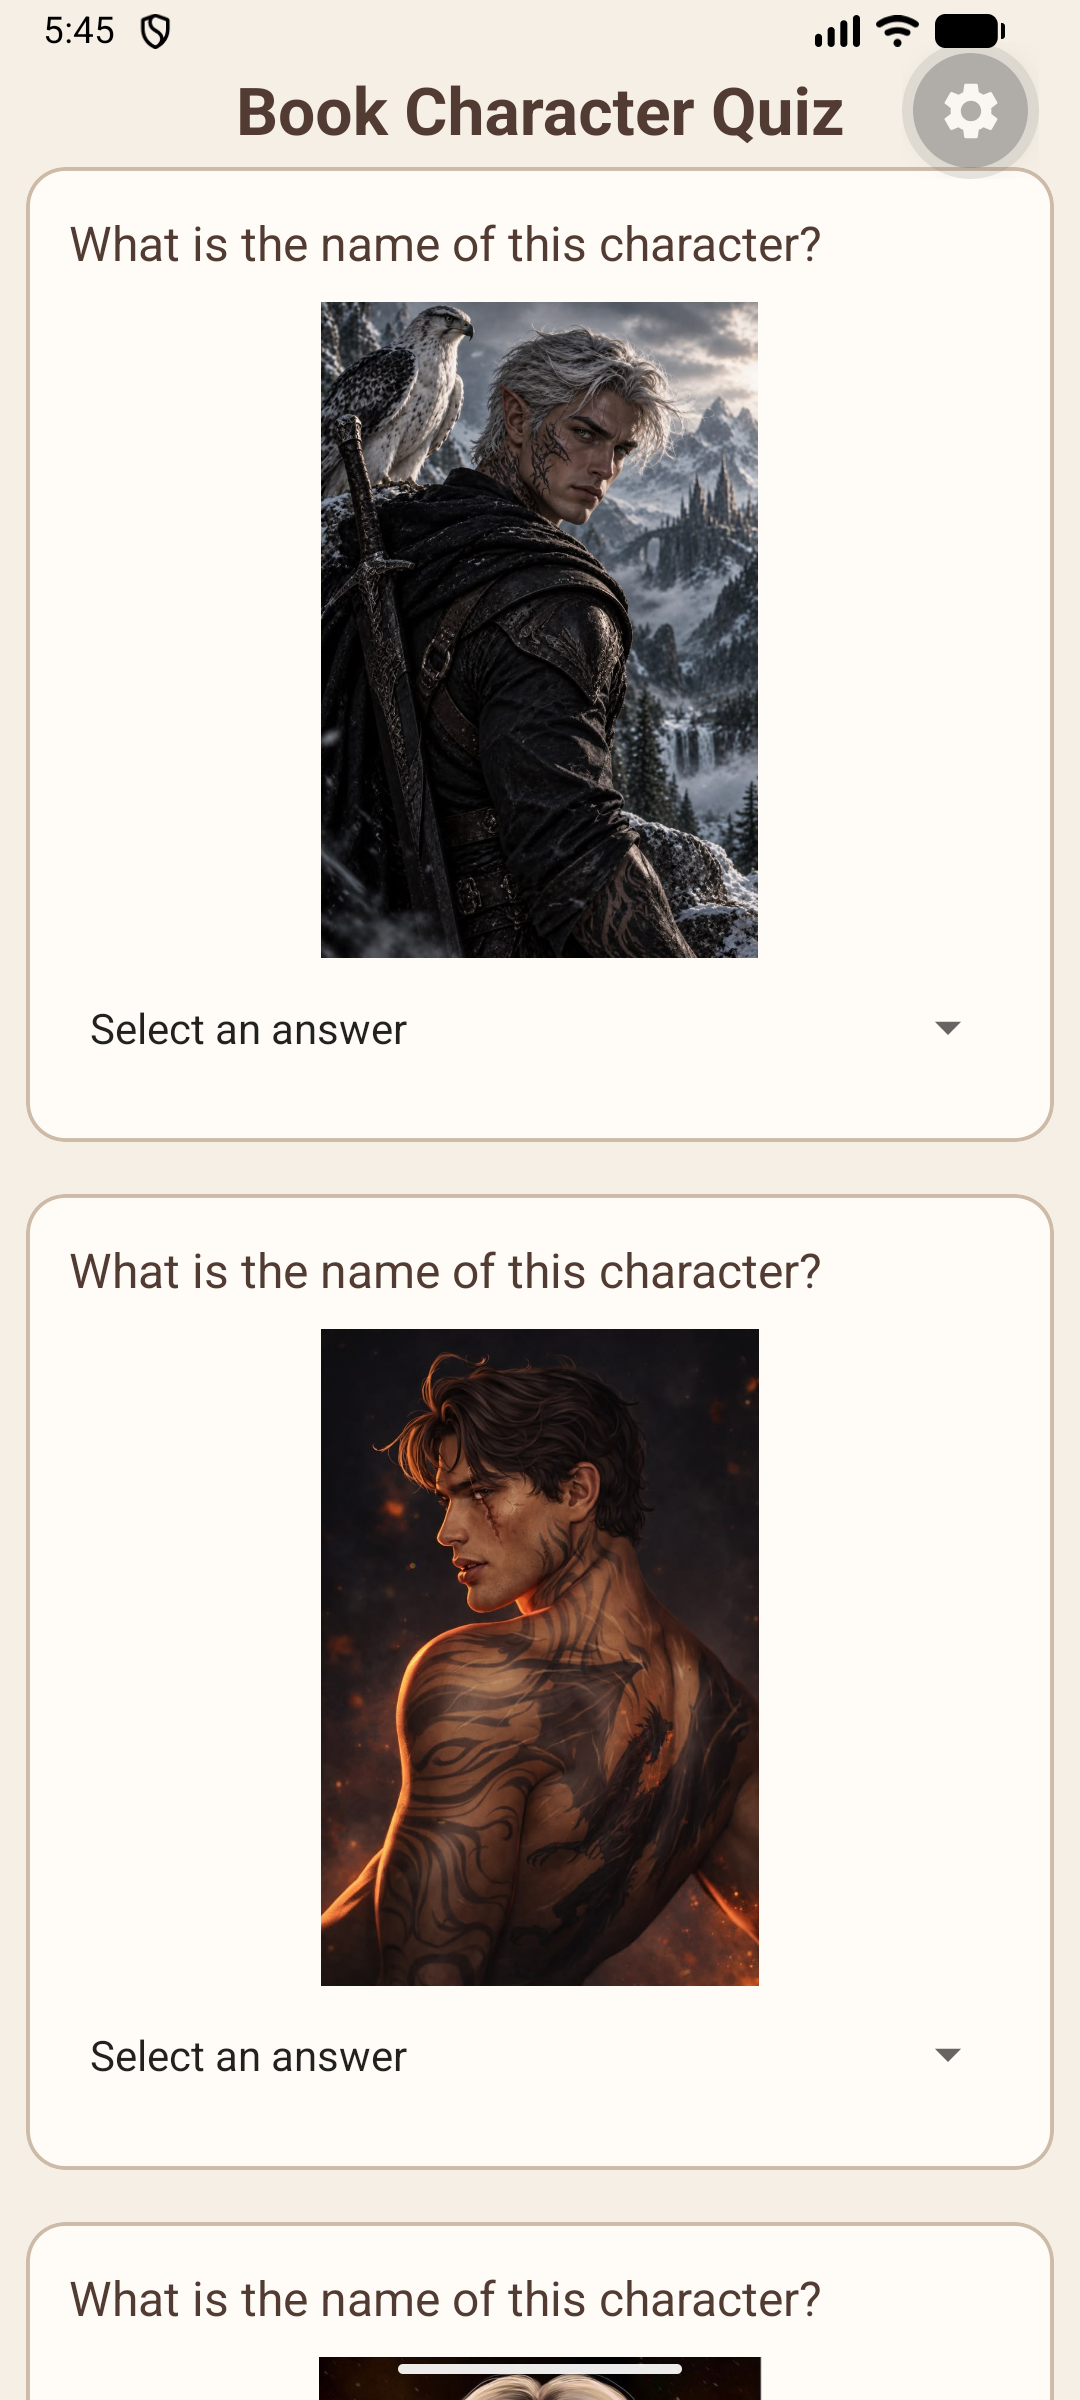 5:45
Book Character Quiz
What is the name of this character?
Select an answer
What is the name of this character?
Select an answer
What is the name of this character?